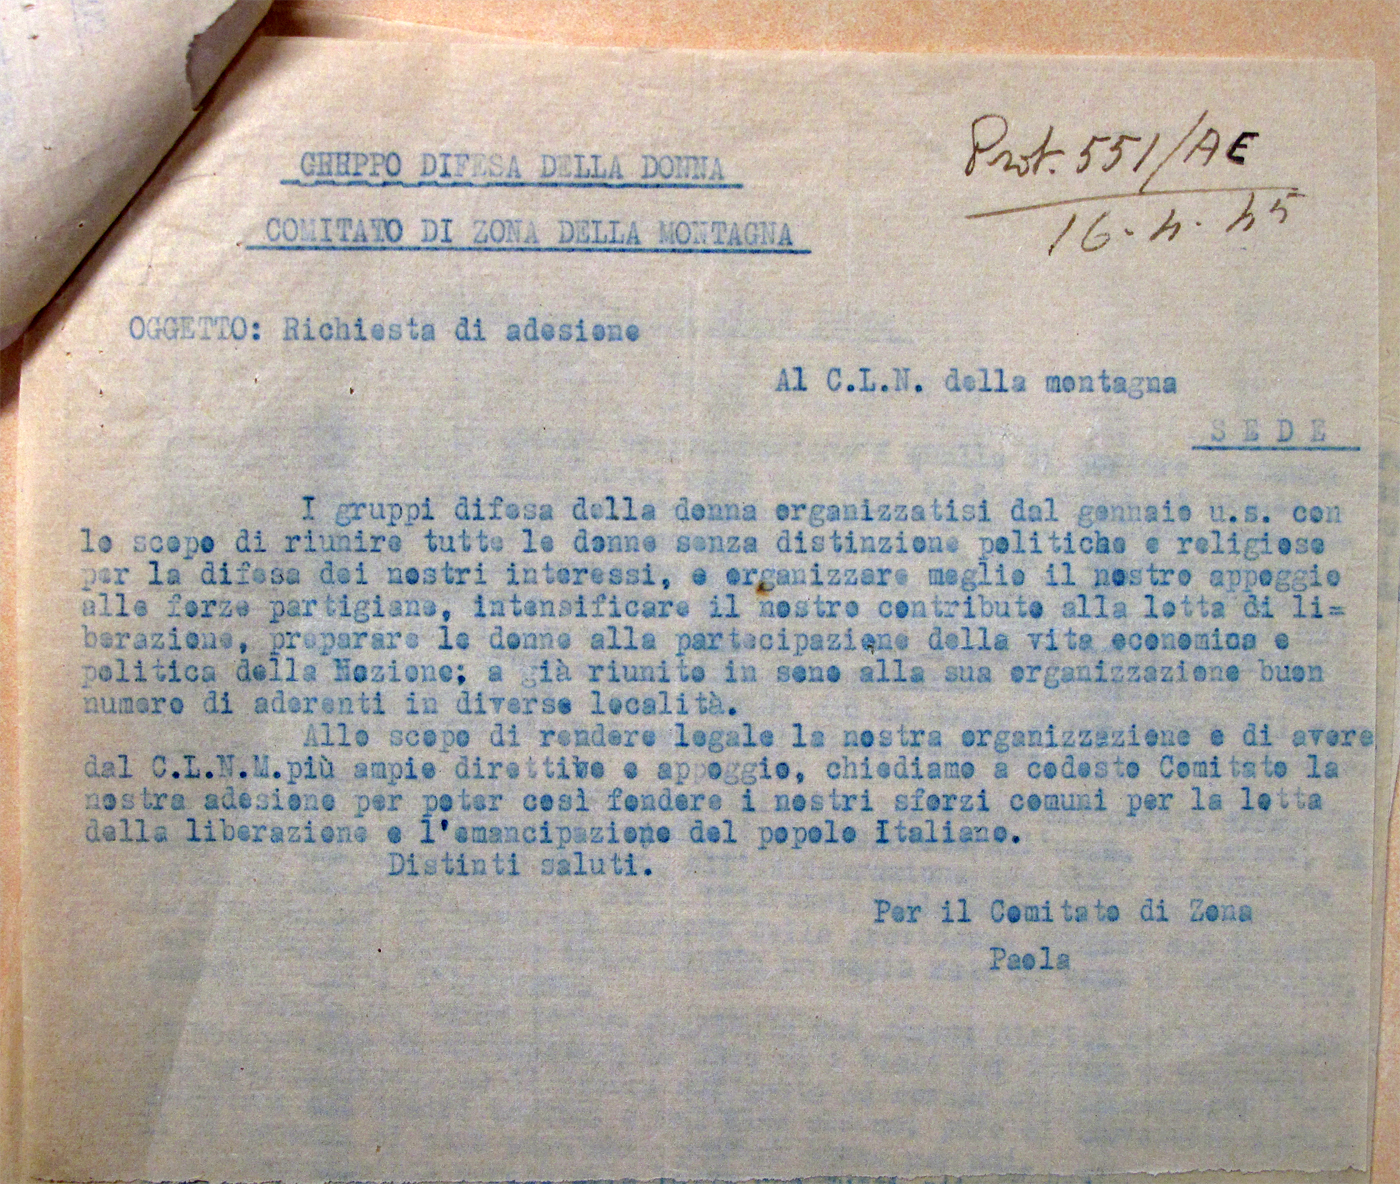 Prot. 551/AE
16-4-45
GRUPPO DIFESA DELLA DONNA
COMITATO DI ZONA DELLA MONTAGNA
OGGETTO: Richiesta di adesione
Al C.L.N. della montagna
S E D E
I gruppi difesa della donna organizzatisi dal gennaio u.s. con
lo scopo di riunire tutte le donne senza distinzione politiche e religiose
per la difesa dei nostri interessi, e organizzare meglio il nostro appoggio
alle forze partigiane, intensificare il nostro contributo alla lotta di li=
berazione, preparare le donne alla partecipazione della vita economica e
politica della Nazione; a già riunito in seno alla sua organizzazione buon
numero di aderenti in diverse località.
Allo scopo di rendere legale la nostra organizzazione e di avere
dal C.L.N.M.più ampie direttive e appoggio, chiediamo a codesto Comitato la
nostra adesione per poter così fondere i nostri sforzi comuni per la lotta
della liberazione e l'emancipazione del popolo Italiano.
Distinti saluti.
Per il Comitato di Zona
Paola